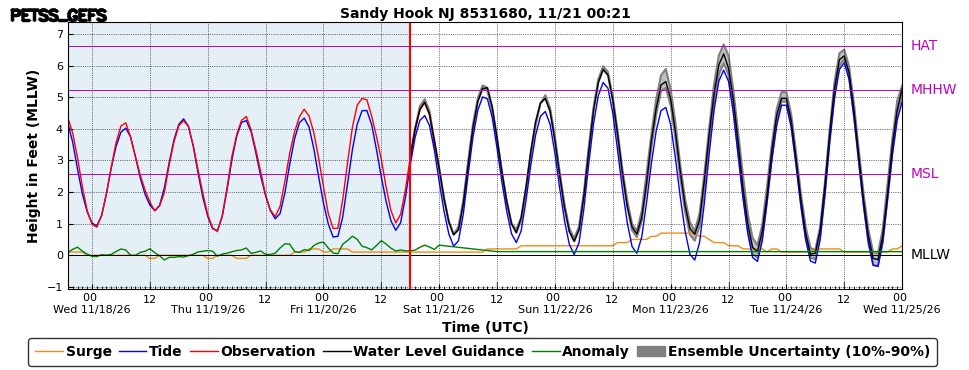 PETSS_GEFS
Sandy Hook NJ 8531680, 11/21 00:21
Height in Feet (MLLW)
7
6
5
4
3
2
1
0
−1
HAT
MHHW
MSL
MLLW
00 12 00 12 00 12 00 12 00 12 00 12 00 12 00
Wed 11/18/26 Thu 11/19/26 Fri 11/20/26 Sat 11/21/26 Sun 11/22/26 Mon 11/23/26 Tue 11/24/26 Wed 11/25/26
Time (UTC)
Surge Tide Observation Water Level Guidance Anomaly Ensemble Uncertainty (10%-90%)